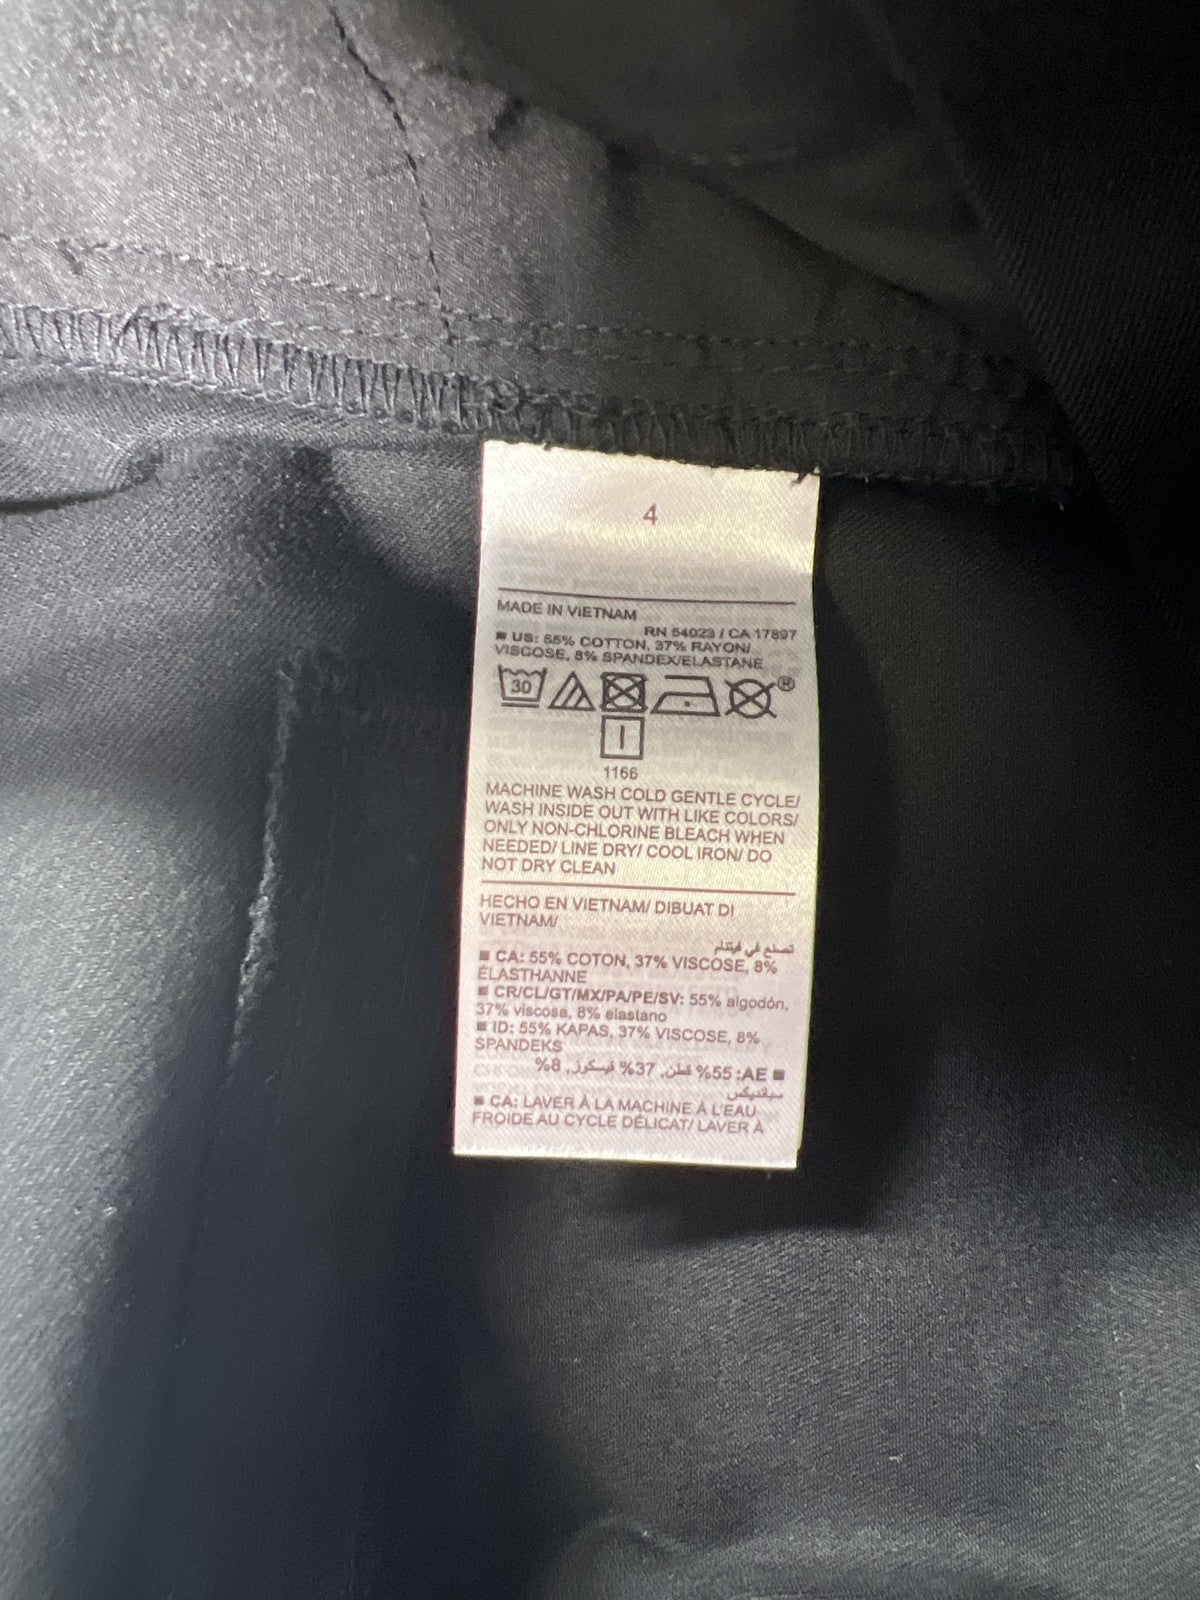 4
MADE IN VIETNAM
RN 54023 / CA 17897
■ US: 55% COTTON, 37% RAYON/
VISCOSE, 8% SPANDEX/ELASTANE
30
®
1166
MACHINE WASH COLD GENTLE CYCLE/
WASH INSIDE OUT WITH LIKE COLORS/
ONLY NON-CHLORINE BLEACH WHEN
NEEDED/ LINE DRY/ COOL IRON/ DO
NOT DRY CLEAN
HECHO EN VIETNAM/ DIBUAT DI
VIETNAM/
تصنع في فيتنام
■ CA: 55% COTON, 37% VISCOSE, 8%
ÉLASTHANNE
■ CR/CL/GT/MX/PA/PE/SV: 55% algodón,
37% viscosa, 8% elastano
■ ID: 55% KAPAS, 37% VISCOSE, 8%
SPANDEKS
■ AE: 55% قطن, 37% فيسكوز, 8%
سباندیکس
■ CA: LAVER À LA MACHINE À L'EAU
FROIDE AU CYCLE DÉLICAT/ LAVER À